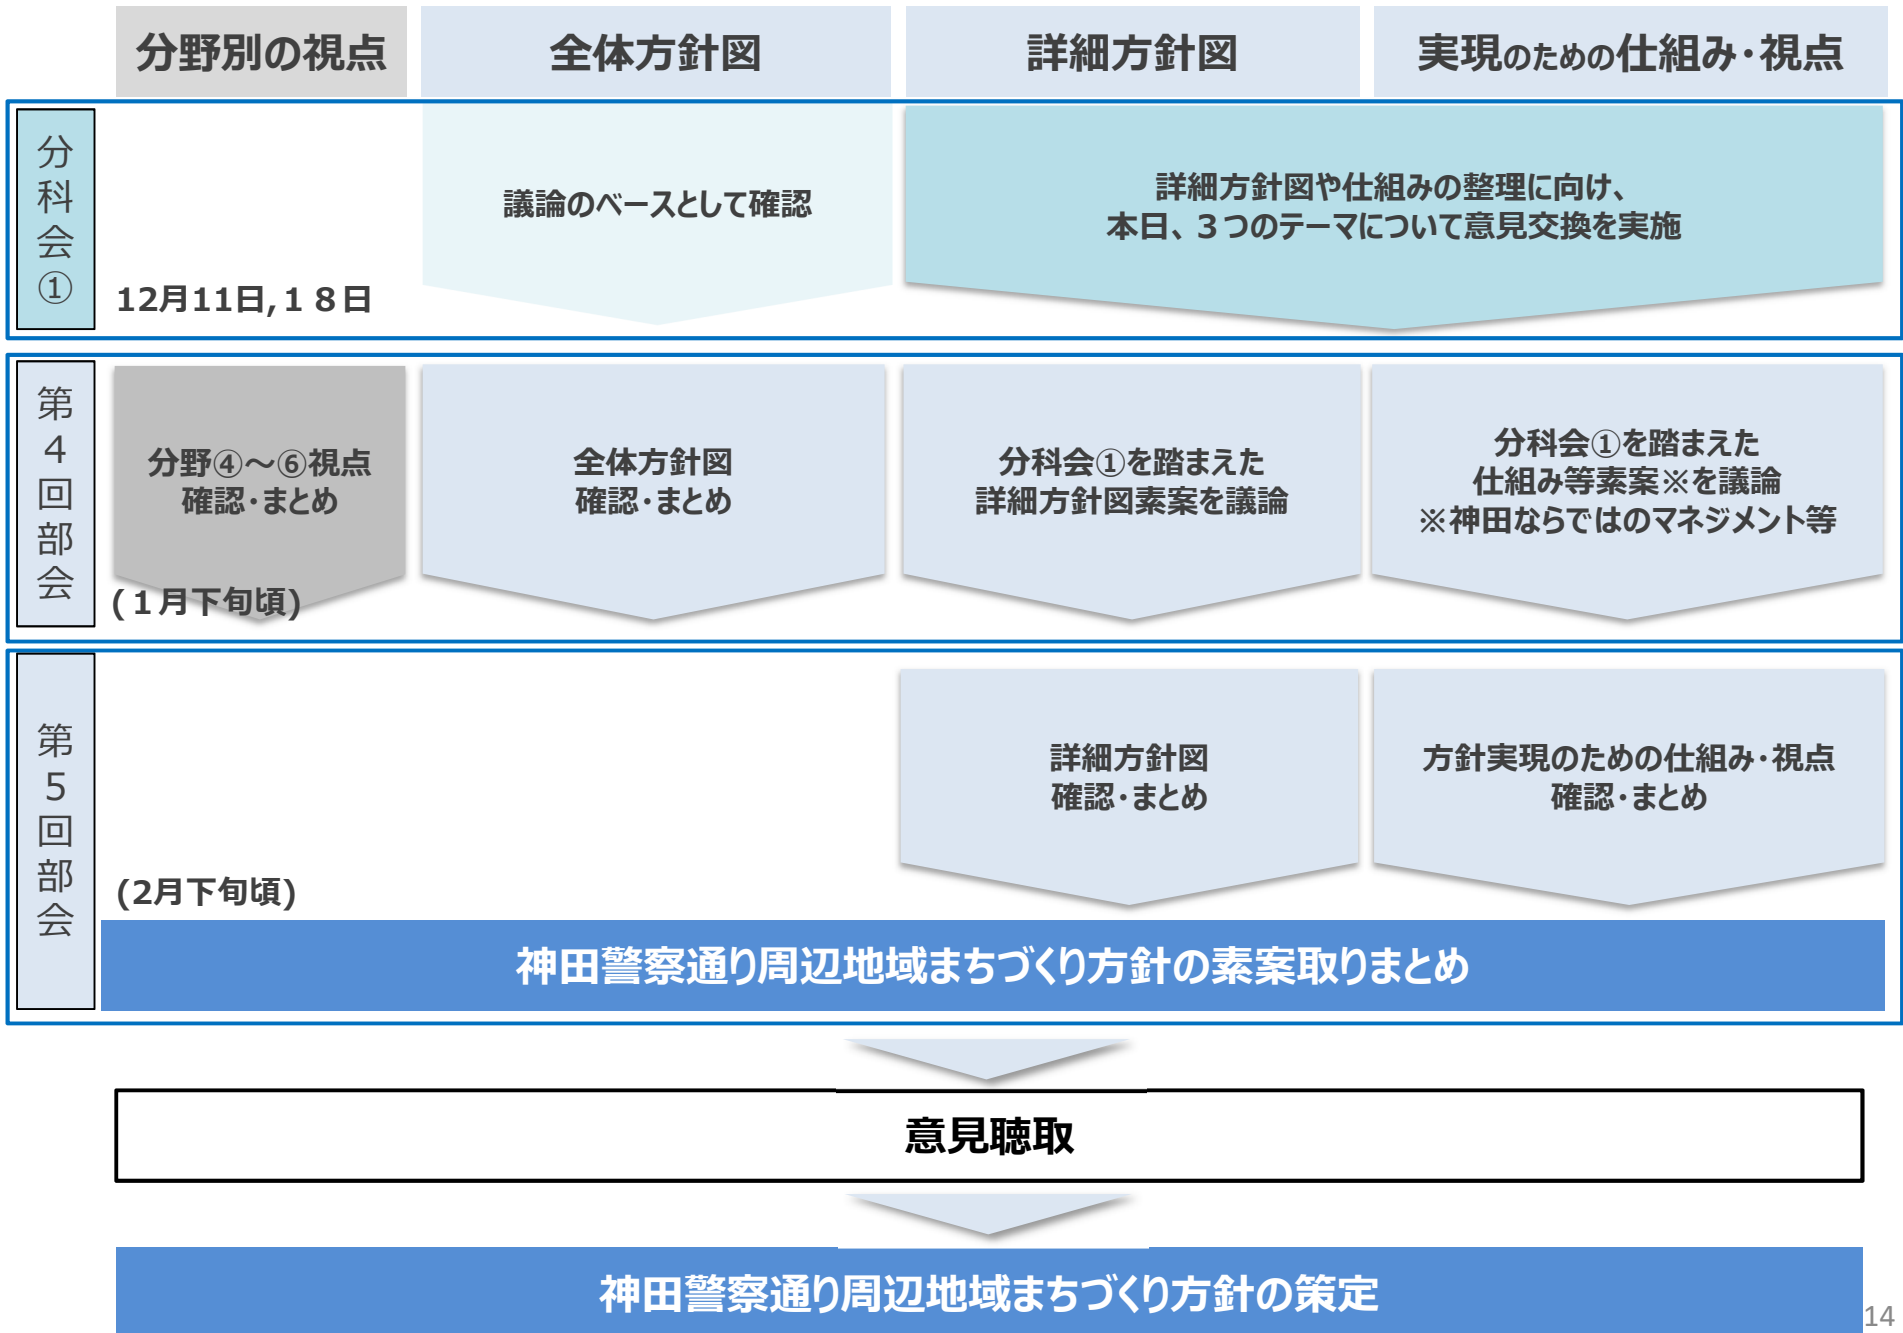 分野別の視点
全体方針図
詳細方針図
実現のための仕組み・視点
分科会①
12月11日,１８日
議論のベースとして確認
詳細方針図や仕組みの整理に向け、
本日、３つのテーマについて意見交換を実施
第４回部会
分野④～⑥視点
確認・まとめ
(１月下旬頃)
全体方針図
確認・まとめ
分科会①を踏まえた
詳細方針図素案を議論
分科会①を踏まえた
仕組み等素案※を議論
※神田ならではのマネジメント等
第５回部会
(2月下旬頃)
詳細方針図
確認・まとめ
方針実現のための仕組み・視点
確認・まとめ
神田警察通り周辺地域まちづくり方針の素案取りまとめ
意見聴取
神田警察通り周辺地域まちづくり方針の策定
14